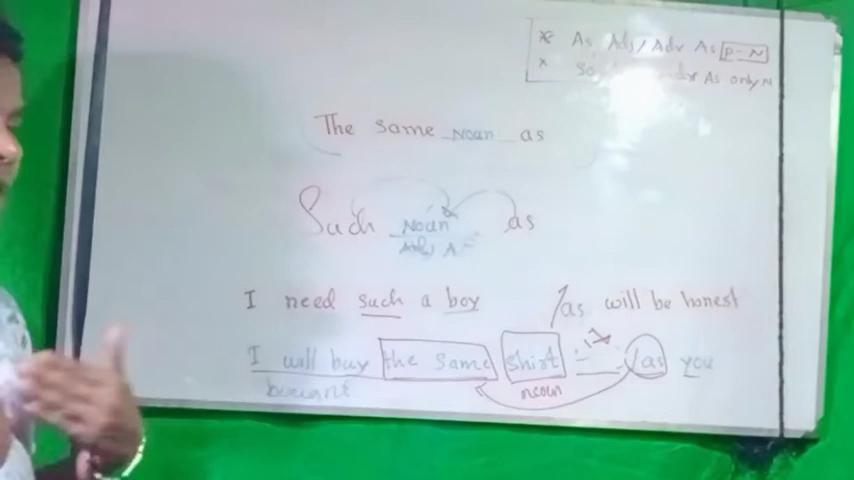 * As Adj/Adv As P-N
* So Adv As only N
The same Noun as
Such Noun as
Adj
I need such a boy /as will be honest
I will buy the same shirt /as you
noun